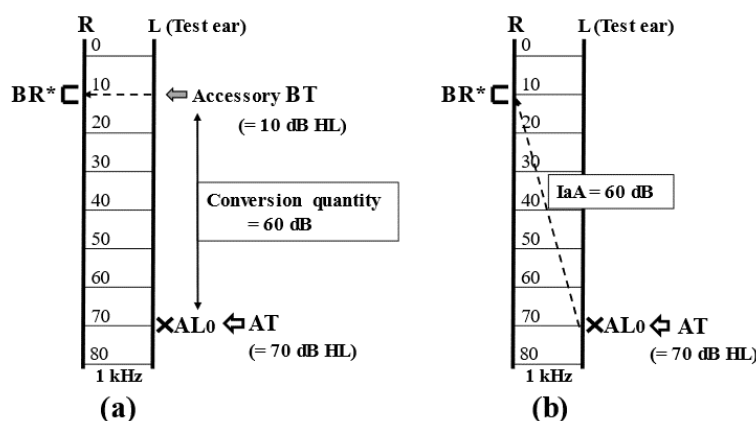 R L (Test ear)
0
10
20
30
40
50
60
70
80
BR*
Accessory BT
(= 10 dB HL)
Conversion quantity
= 60 dB
AL0 AT
(= 70 dB HL)
1 kHz
(a)
R L (Test ear)
0
10
20
30
40
50
60
70
80
BR*
IaA = 60 dB
AL0 AT
(= 70 dB HL)
1 kHz
(b)